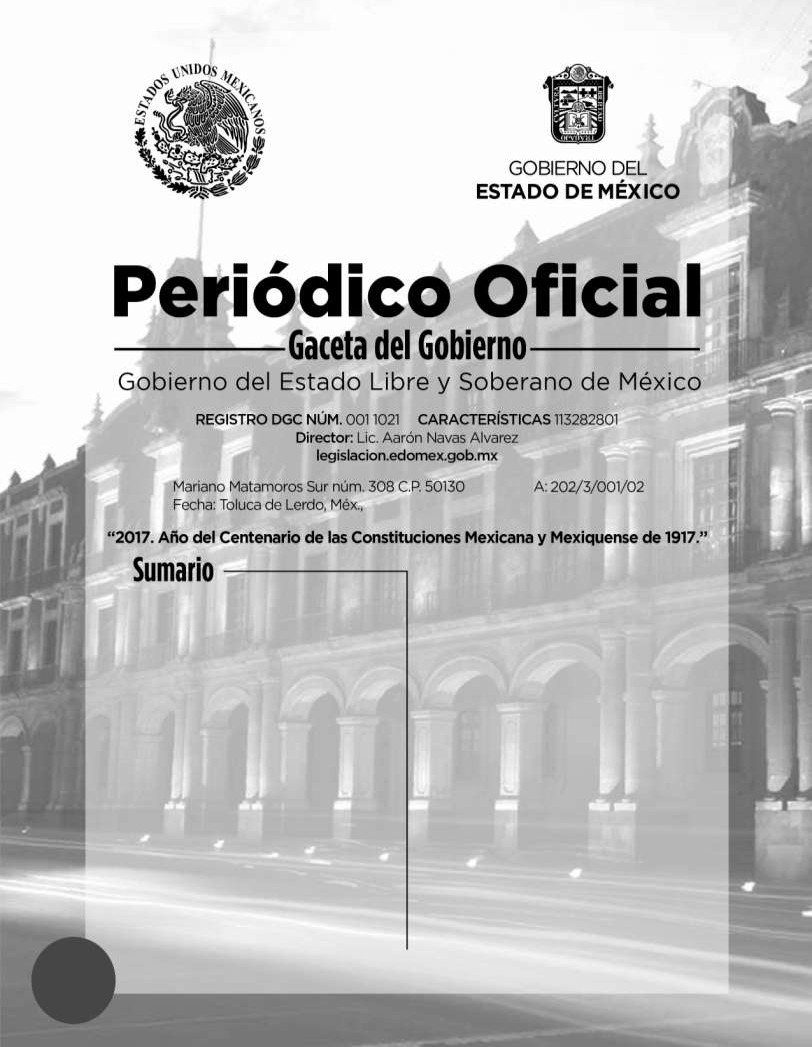 ESTADOS UNIDOS MEXICANOS
CULTURA
LIBERTAD
TRABAJO
GOBIERNO DEL
ESTADO DE MÉXICO
Periódico Oficial
Gaceta del Gobierno
Gobierno del Estado Libre y Soberano de México
REGISTRO DGC NÚM. 001 1021 CARACTERÍSTICAS 113282801
Director: Lic. Aarón Navas Alvarez
legislacion.edomex.gob.mx
Mariano Matamoros Sur núm. 308 C.P. 50130 A: 202/3/001/02
Fecha: Toluca de Lerdo, Méx.,
“2017. Año del Centenario de las Constituciones Mexicana y Mexiquense de 1917.”
Sumario